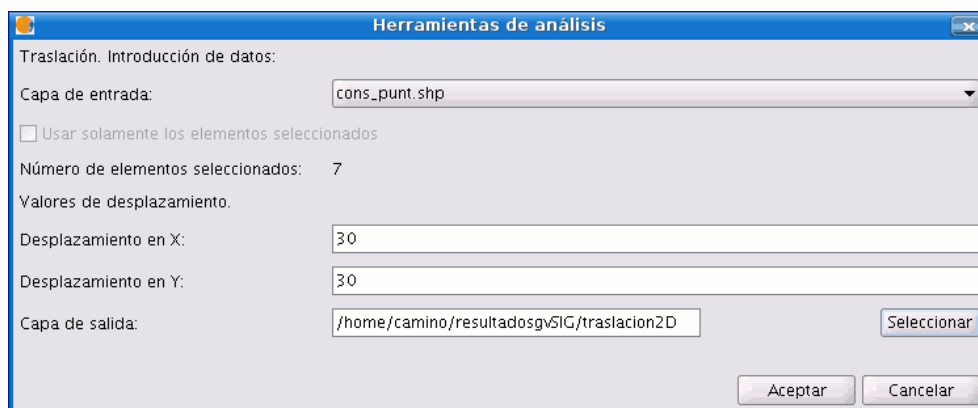 Herramientas de análisis
Traslación. Introducción de datos:
Capa de entrada: cons_punt.shp
Usar solamente los elementos seleccionados
Número de elementos seleccionados: 7
Valores de desplazamiento.
Desplazamiento en X: 30
Desplazamiento en Y: 30
Capa de salida: /home/camino/resultadosgvSIG/traslacion2D Seleccionar
Aceptar Cancelar